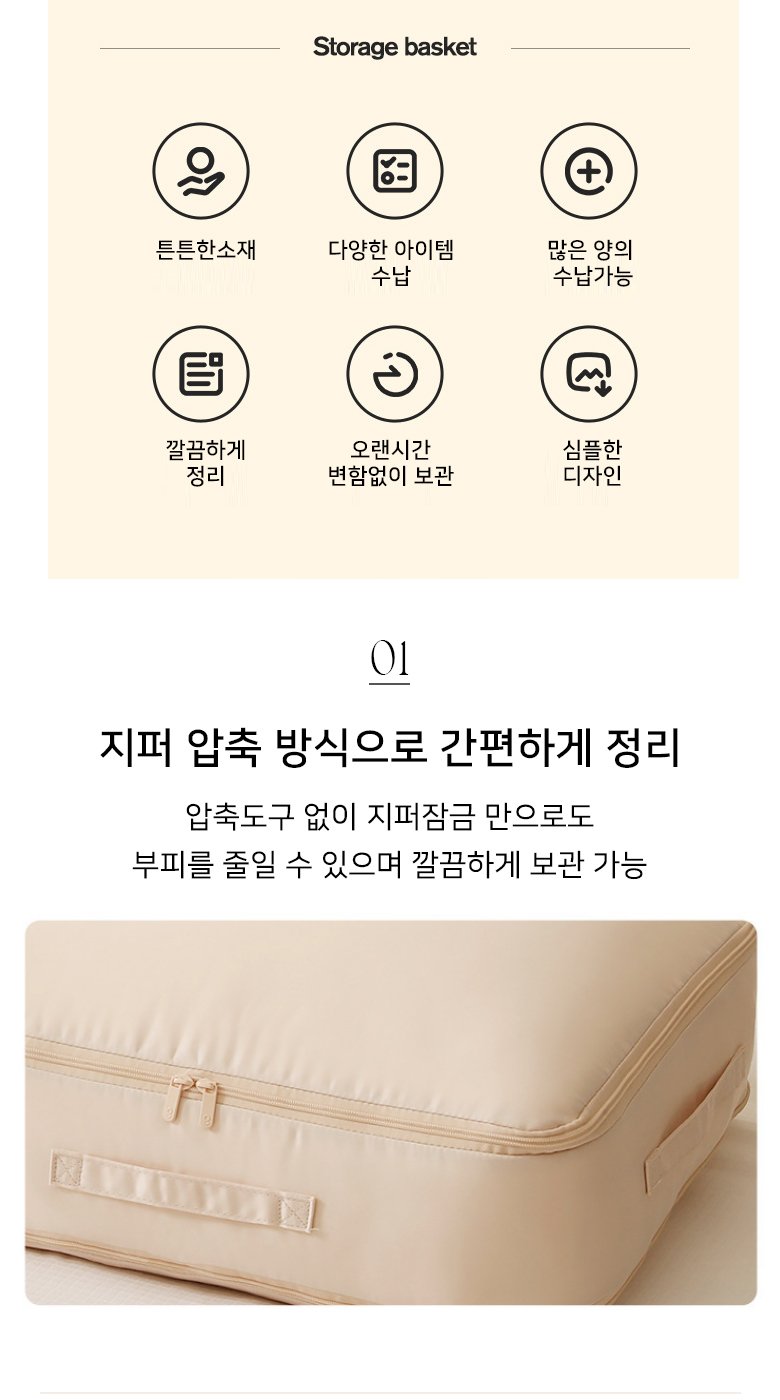 Storage basket
튼튼한소재
다양한 아이템
수납
많은 양의
수납가능
깔끔하게
정리
오랜시간
변함없이 보관
심플한
디자인
01
지퍼 압축 방식으로 간편하게 정리
압축도구 없이 지퍼잠금 만으로도
부피를 줄일 수 있으며 깔끔하게 보관 가능